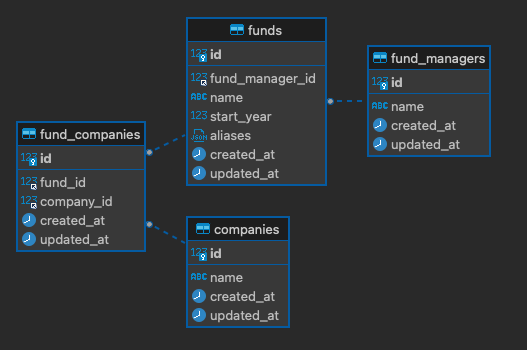 funds
123 id
123 fund_manager_id
ABC name
123 start_year
JSON aliases
created_at
updated_at
fund_managers
123 id
ABC name
created_at
updated_at
fund_companies
123 id
123 fund_id
123 company_id
created_at
updated_at
companies
123 id
ABC name
created_at
updated_at